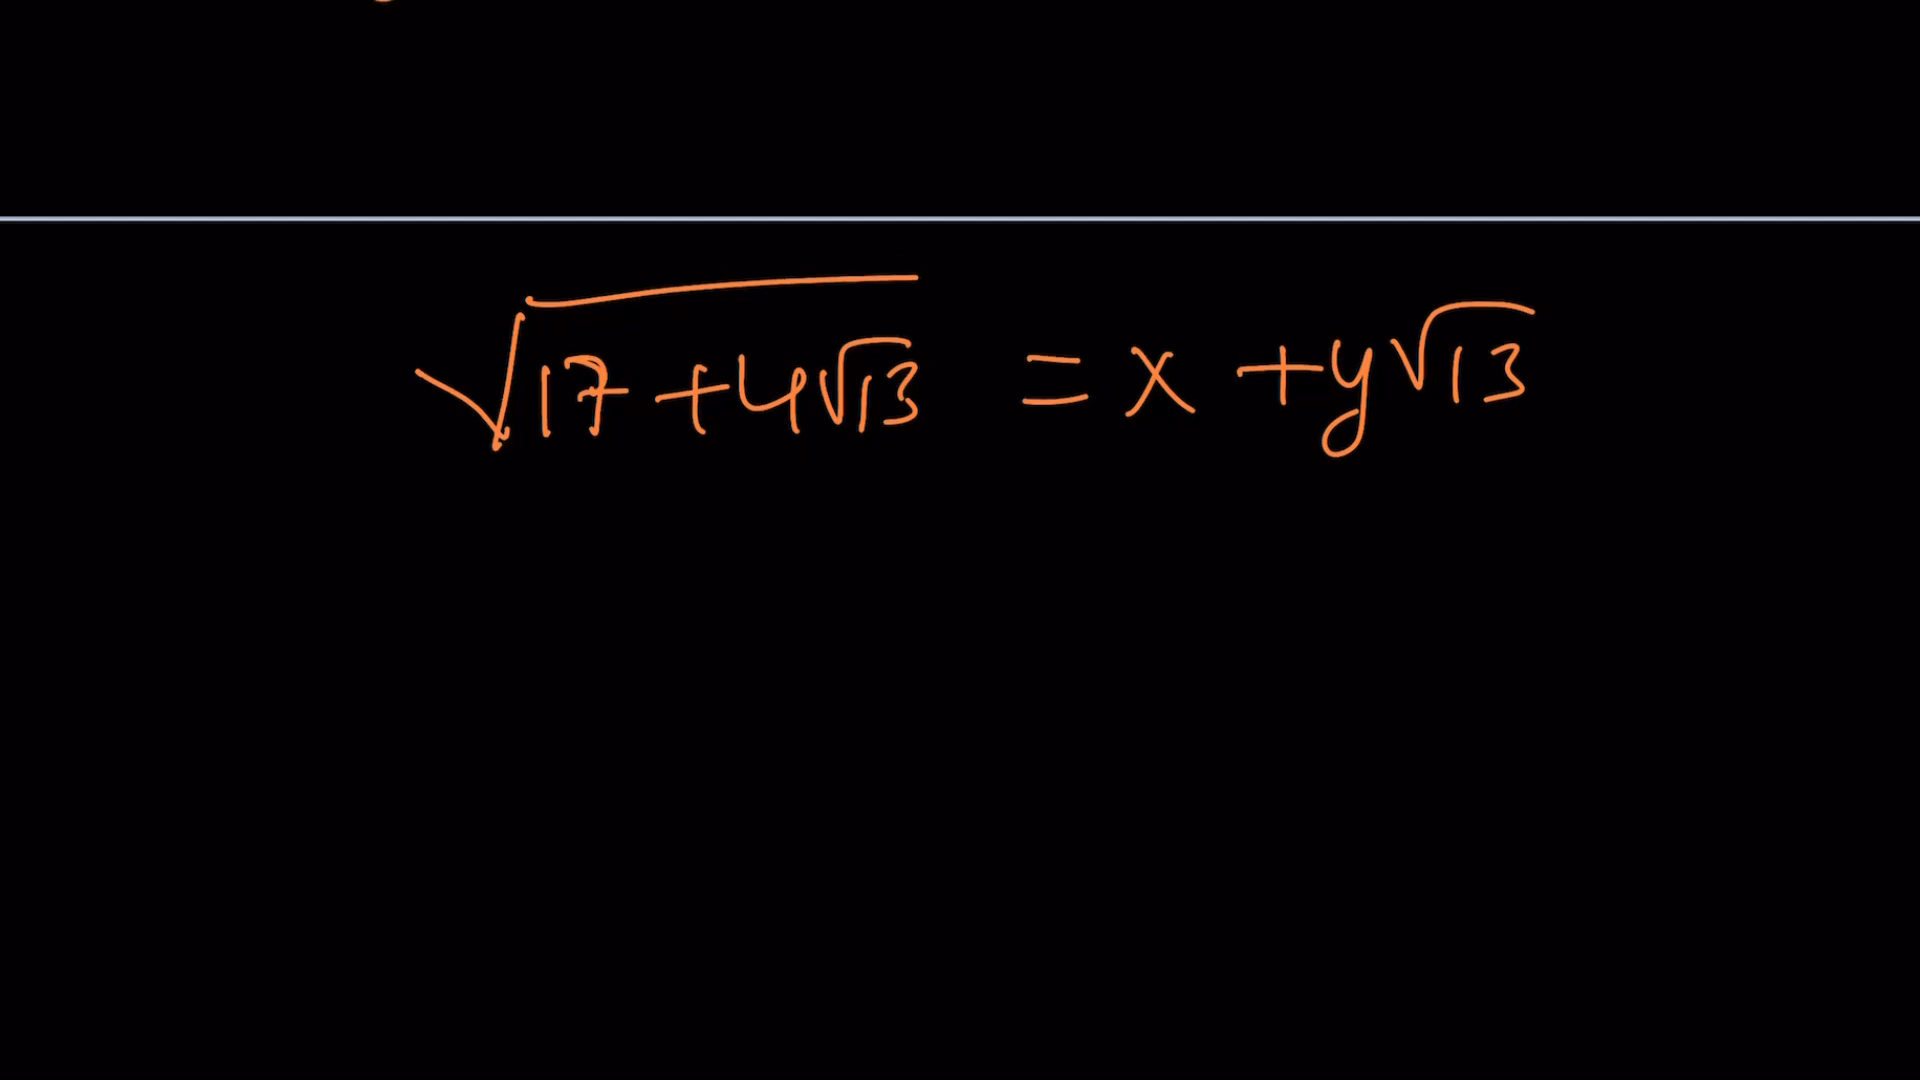 √(17 + 4√13) = x + y√13